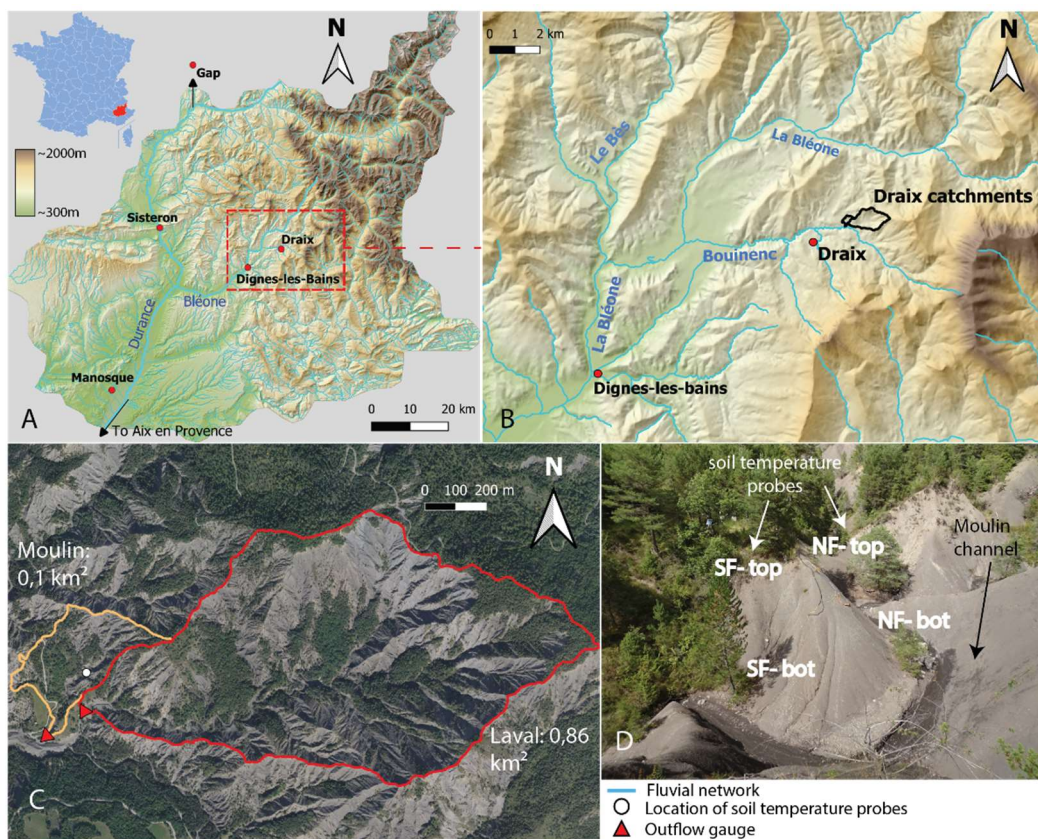 Gap
N
~2000m
~300m
Sisteron
Draix
Dignes-les-Bains
Bléone
Durance
Manosque
0 10 20 km
A
To Aix en Provence
0 1 2 km
N
Le Bès
La Bléone
Draix catchments
Bouinenc
Draix
La Bléone
Dignes-les-bains
B
N
0 100 200 m
Moulin:
0,1 km²
Laval: 0,86
km²
C
soil temperature
probes
Moulin
channel
NF- top
SF- top
NF- bot
SF- bot
D
Fluvial network
Location of soil temperature probes
Outflow gauge